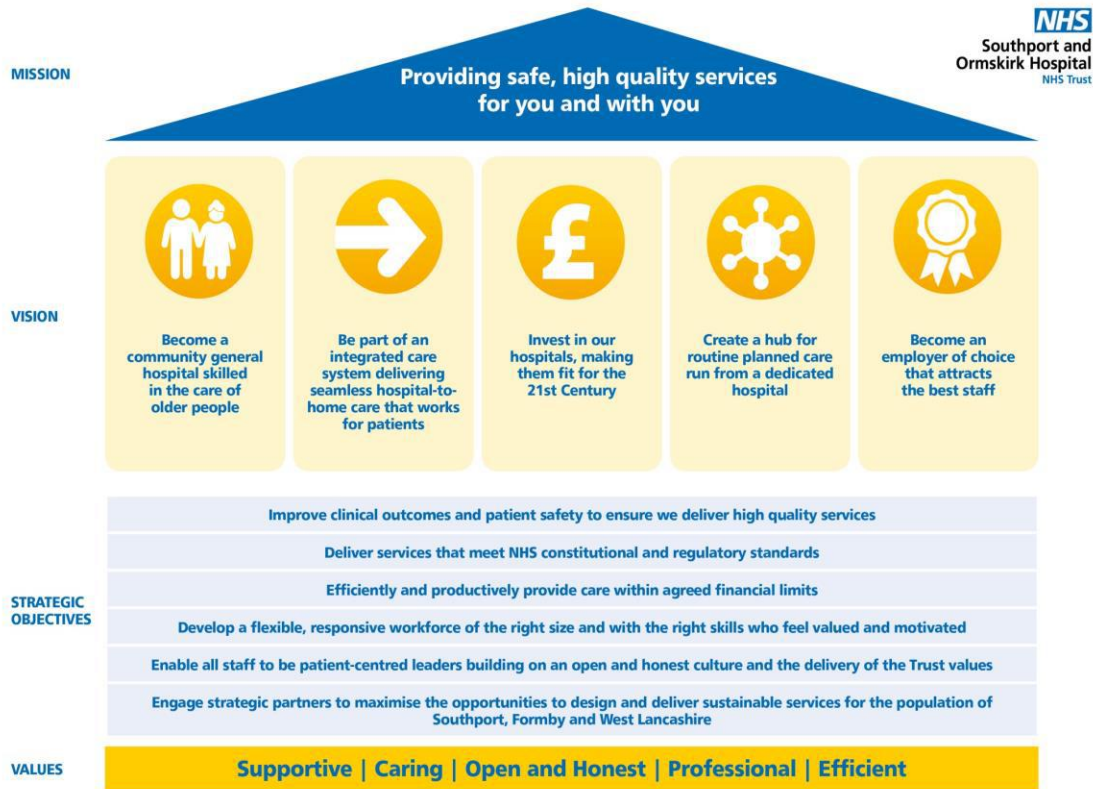 NHS
Southport and
Ormskirk Hospital
NHS Trust
MISSION
Providing safe, high quality services
for you and with you
VISION
Become a
community general
hospital skilled
in the care of
older people
Be part of an
integrated care
system delivering
seamless hospital-to-
home care that works
for patients
£
Invest in our
hospitals, making
them fit for the
21st Century
Create a hub for
routine planned care
run from a dedicated
hospital
Become an
employer of choice
that attracts
the best staff
STRATEGIC
OBJECTIVES
Improve clinical outcomes and patient safety to ensure we deliver high quality services
Deliver services that meet NHS constitutional and regulatory standards
Efficiently and productively provide care within agreed financial limits
Develop a flexible, responsive workforce of the right size and with the right skills who feel valued and motivated
Enable all staff to be patient-centred leaders building on an open and honest culture and the delivery of the Trust values
Engage strategic partners to maximise the opportunities to design and deliver sustainable services for the population of
Southport, Formby and West Lancashire
VALUES
Supportive | Caring | Open and Honest | Professional | Efficient